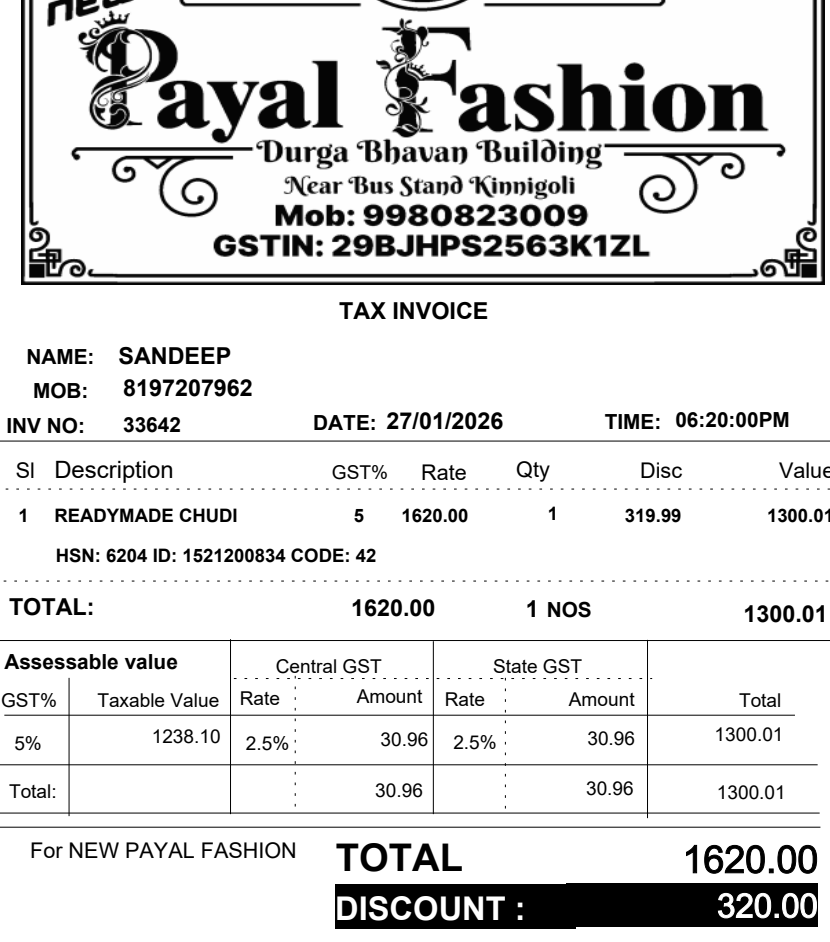 new
Payal Fashion
Durga Bhavan Building
Near Bus Stand Kinnigoli
Mob: 9980823009
GSTIN: 29BJHPS2563K1ZL
TAX INVOICE
NAME: SANDEEP
MOB: 8197207962
INV NO: 33642 DATE: 27/01/2026 TIME: 06:20:00PM
Sl Description GST% Rate Qty Disc Value
1 READYMADE CHUDI 5 1620.00 1 319.99 1300.01
HSN: 6204 ID: 1521200834 CODE: 42
TOTAL: 1620.00 1 NOS 1300.01
Assessable value Central GST State GST
GST% Taxable Value Rate Amount Rate Amount Total
5% 1238.10 2.5% 30.96 2.5% 30.96 1300.01
Total: 30.96 30.96 1300.01
For NEW PAYAL FASHION TOTAL 1620.00
DISCOUNT : 320.00